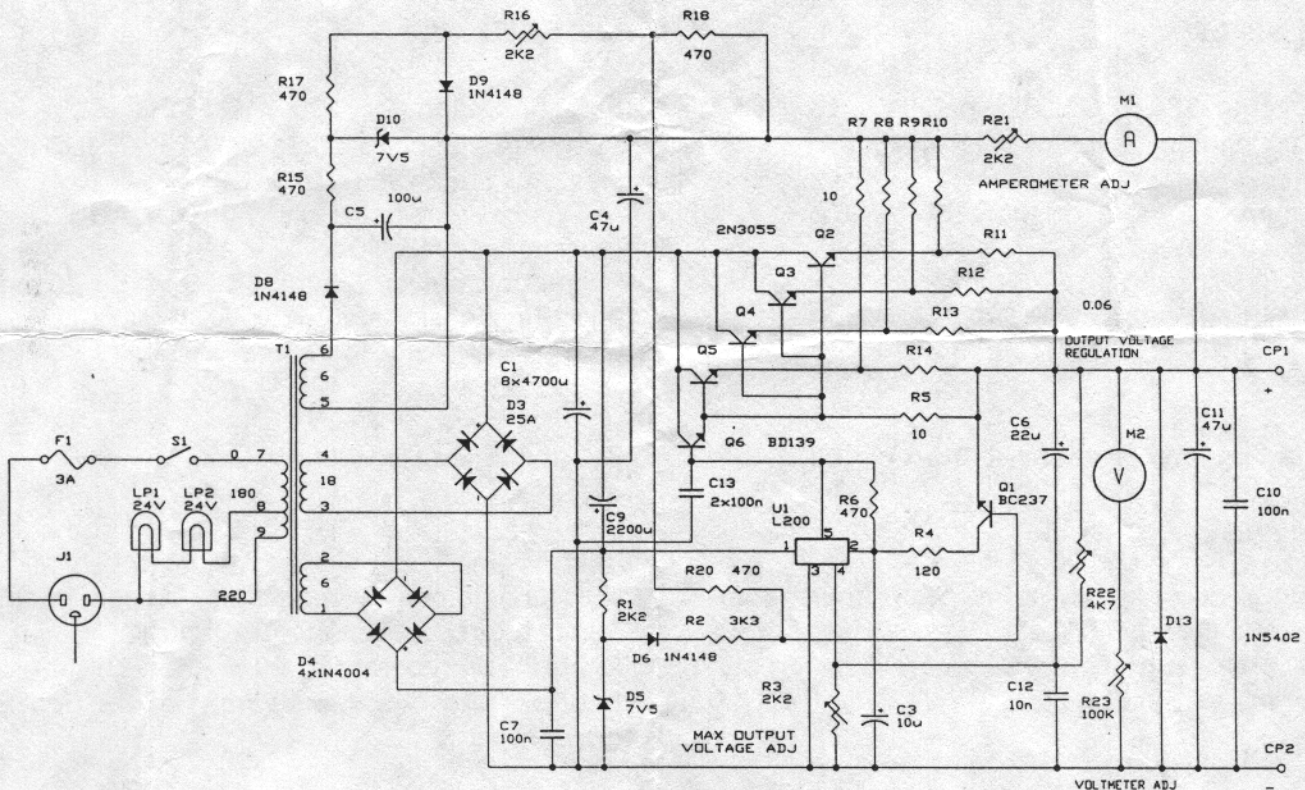 R16
2K2
R18
470
R17
470
D9
1N4148
D10
7V5
R15
470
C5
100u
C4
47u
R7 R8 R9 R10
10
R21
2K2
M1
A
AMPEROMETER ADJ
2N3055
Q2
R11
Q3
R12
0.06
Q4
R13
D8
1N4148
Q5
R14
OUTPUT VOLTAGE
REGULATION
CP1
+
T1
6
6
5
C1
8x4700u
D3
25A
R5
10
Q6
BD139
C6
22u
M2
V
C11
47u
F1
3A
S1
0
7
4
18
3
LP1
24V
LP2
24V
180
8
9
C13
2x100n
C9
2200u
R6
470
U1
L200
5
1
2
3
4
R4
120
Q1
BC237
C10
100n
J1
220
2
6
1
R20
470
R1
2K2
R2
3K3
D6
1N4148
R22
4K7
D13
1N5402
D4
4x1N4004
D5
7V5
R3
2K2
C3
10u
C12
10n
R23
100K
C7
100n
MAX OUTPUT
VOLTAGE ADJ
CP2
-
VOLTMETER ADJ